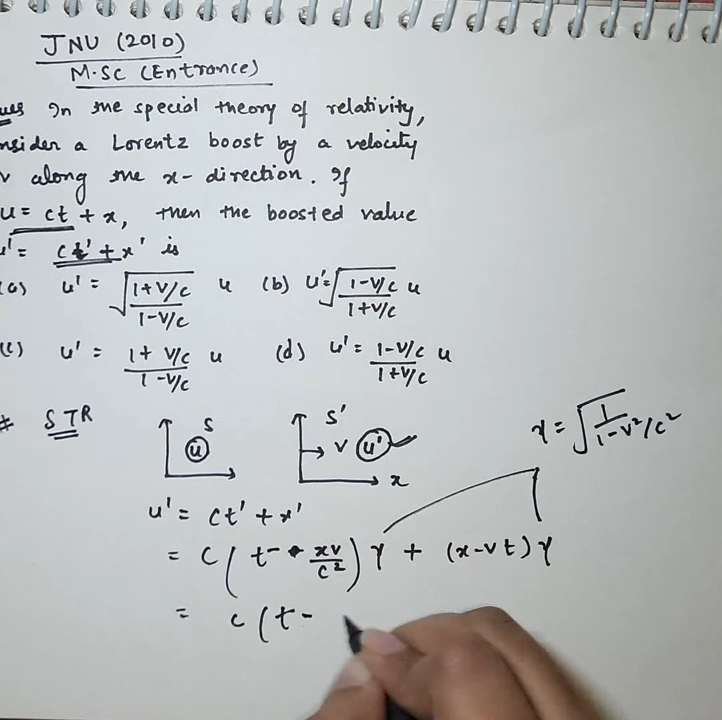 JNU (2010)
M.SC (Entrance)
ues In the special theory of relativity,
nsider a Lorentz boost by a velocity
v along the x- direction. If
u = ct + x, then the boosted value
u' = ct' + x' is
(a) u' = √((1+V/C)/(1-V/C)) u (b) u'= √((1-V/C)/(1+V/C)) u
(c) u' = (1+ V/C)/(1-V/C) u (d) u' = (1-V/C)/(1+V/C) u
# STR
S S'
u v u' x
γ = √(1/(1-v²/c²))
u' = ct' + x'
= c(t - xv/c²)γ + (x-vt)γ
= c(t -